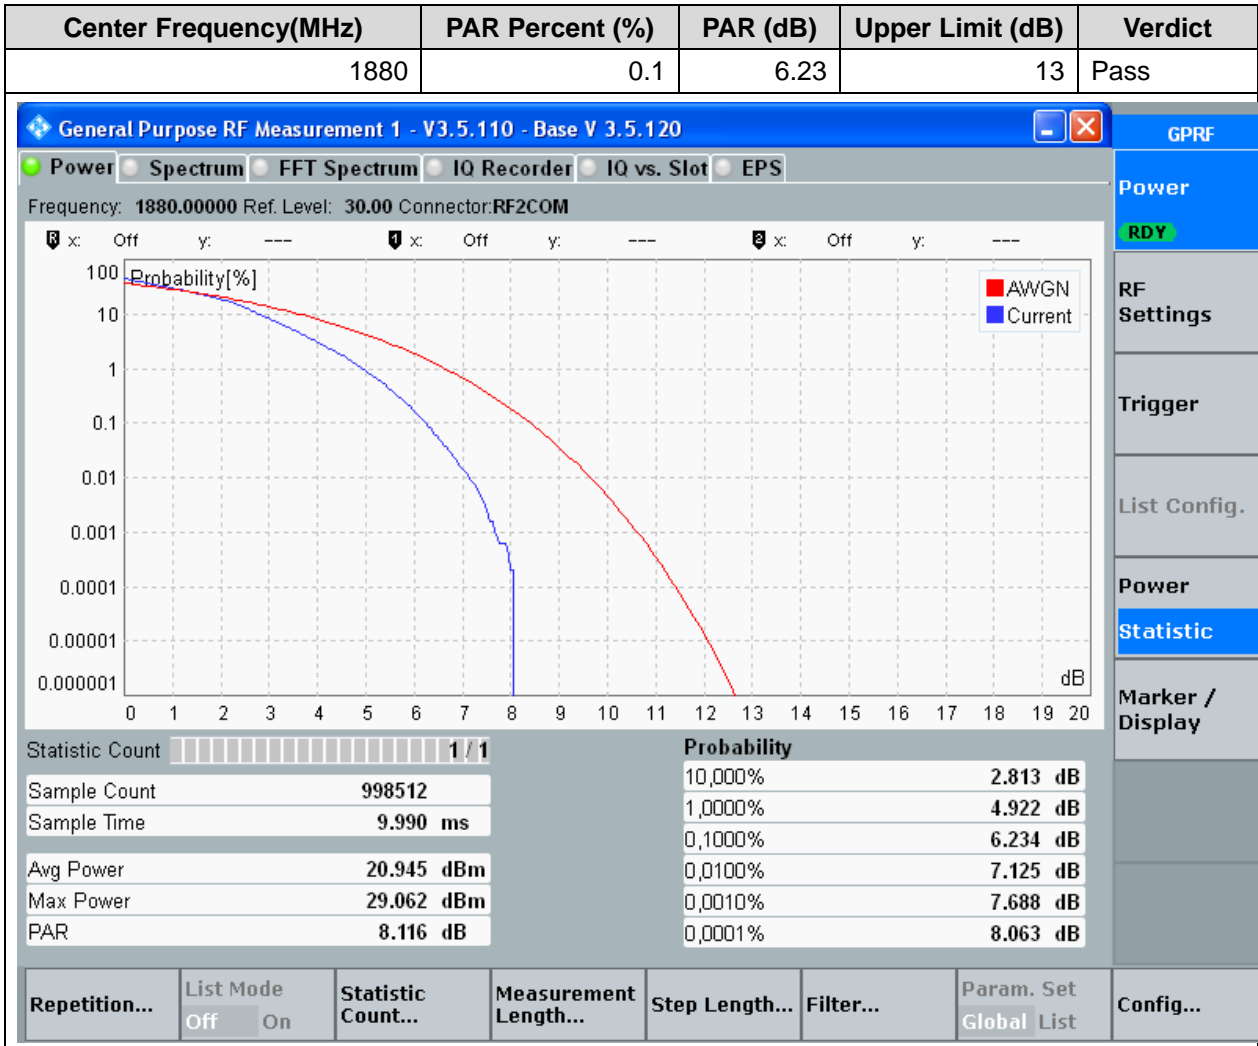 Center Frequency(MHz) PAR Percent (%) PAR (dB) Upper Limit (dB) Verdict
1880 0.1 6.23 13 Pass
General Purpose RF Measurement 1 - V3.5.110 - Base V 3.5.120
GPRF
Power Spectrum FFT Spectrum IQ Recorder IQ vs. Slot EPS
Power
RDY
Frequency: 1880.00000 Ref. Level: 30.00 Connector:RF2COM
R x: Off y: --- 1 x: Off y: --- 2 x: Off y: ---
Probability[%]
AWGN
Current
100
10
1
0.1
0.01
0.001
0.0001
0.00001
0.000001
dB
0 1 2 3 4 5 6 7 8 9 10 11 12 13 14 15 16 17 18 19 20
RF
Settings
Trigger
List Config.
Power
Statistic
Marker /
Display
Statistic Count 1 / 1
Sample Count 998512
Sample Time 9.990 ms
Avg Power 20.945 dBm
Max Power 29.062 dBm
PAR 8.116 dB
Probability
10,000% 2.813 dB
1,0000% 4.922 dB
0,1000% 6.234 dB
0,0100% 7.125 dB
0,0010% 7.688 dB
0,0001% 8.063 dB
Repetition...
List Mode
Off On
Statistic
Count...
Measurement
Length...
Step Length...
Filter...
Param. Set
Global List
Config...